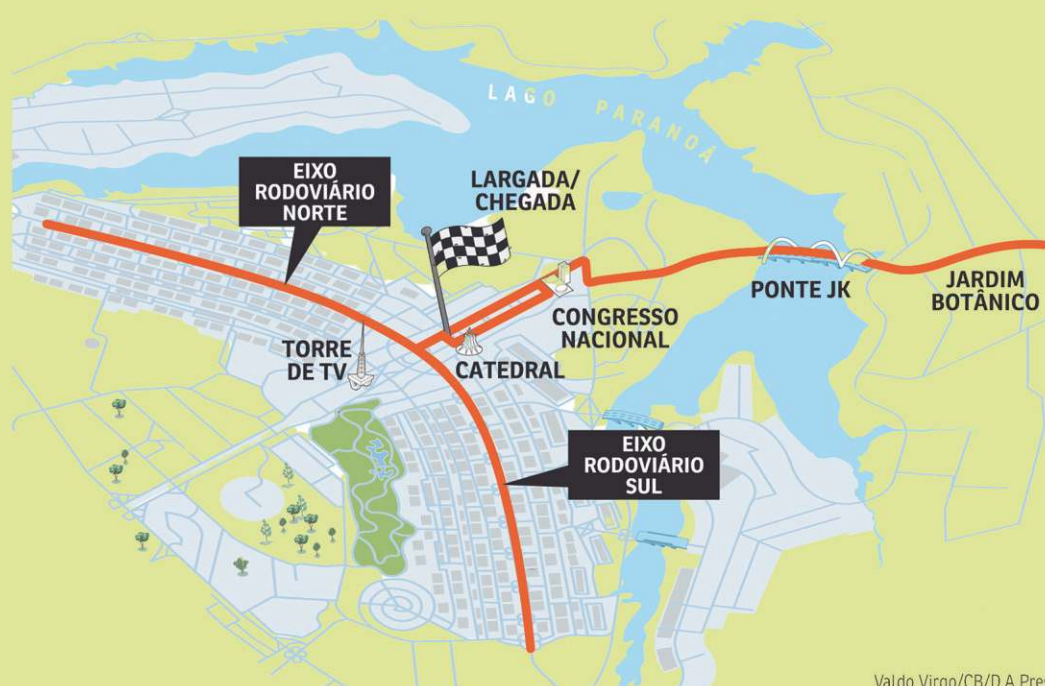 LAGO PARANOÁ
EIXO
RODOVIÁRIO
NORTE
LARGADA/
CHEGADA
PONTE JK
JARDIM
BOTÂNICO
CONGRESSO
NACIONAL
TORRE
DE TV
CATEDRAL
EIXO
RODOVIÁRIO
SUL
Valdo Virgo/CB/D.A Pres